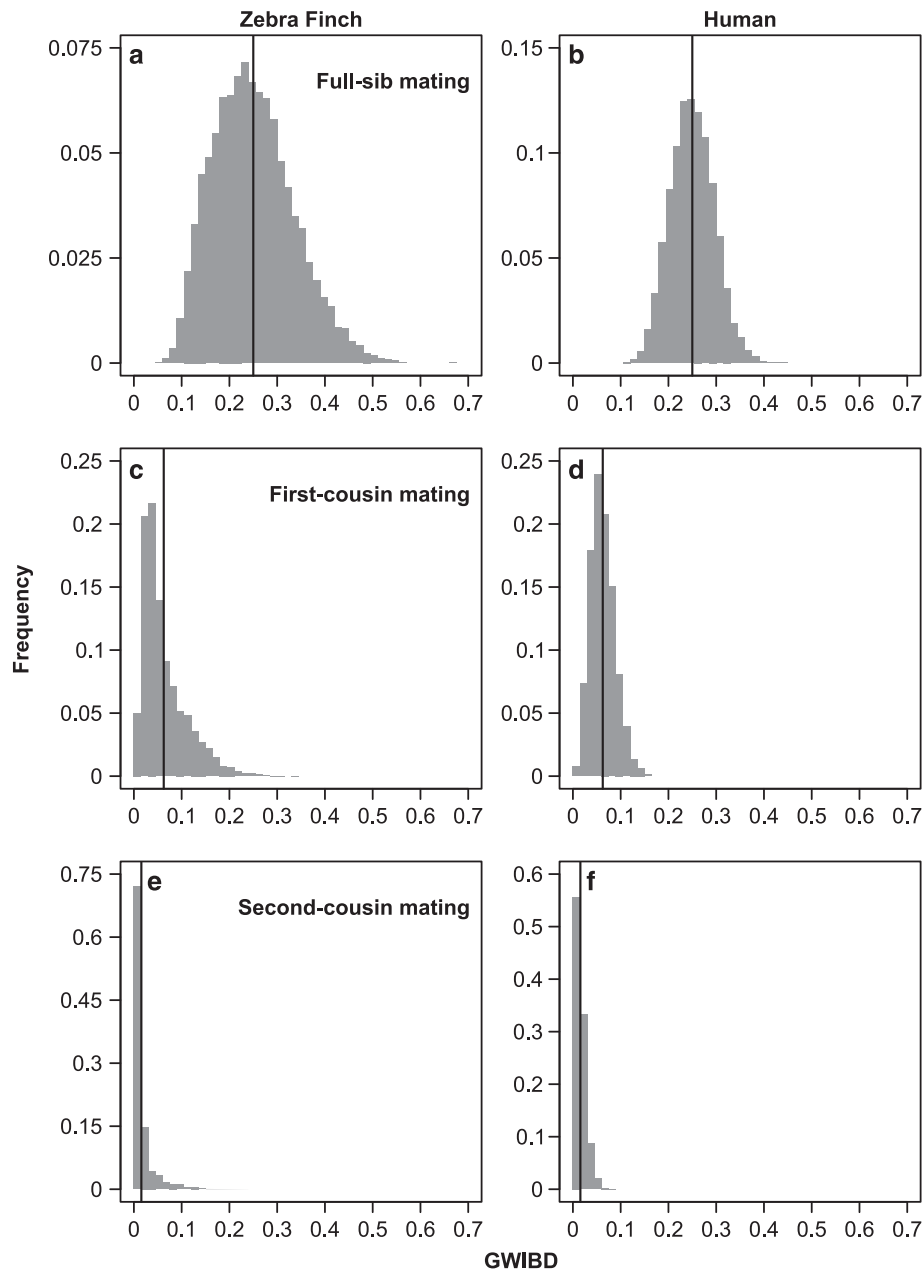 Zebra Finch
Human
a
Full-sib mating
0.075
0.05
0.025
0
0 0.1 0.2 0.3 0.4 0.5 0.6 0.7
b
0.15
0.1
0.05
0
0 0.1 0.2 0.3 0.4 0.5 0.6 0.7
Frequency
c
First-cousin mating
0.25
0.2
0.15
0.1
0.05
0
0 0.1 0.2 0.3 0.4 0.5 0.6 0.7
d
0.25
0.2
0.15
0.1
0.05
0
0 0.1 0.2 0.3 0.4 0.5 0.6 0.7
e
Second-cousin mating
0.75
0.6
0.45
0.3
0.15
0
0 0.1 0.2 0.3 0.4 0.5 0.6 0.7
f
0.6
0.5
0.4
0.3
0.2
0.1
0
0 0.1 0.2 0.3 0.4 0.5 0.6 0.7
GWIBD